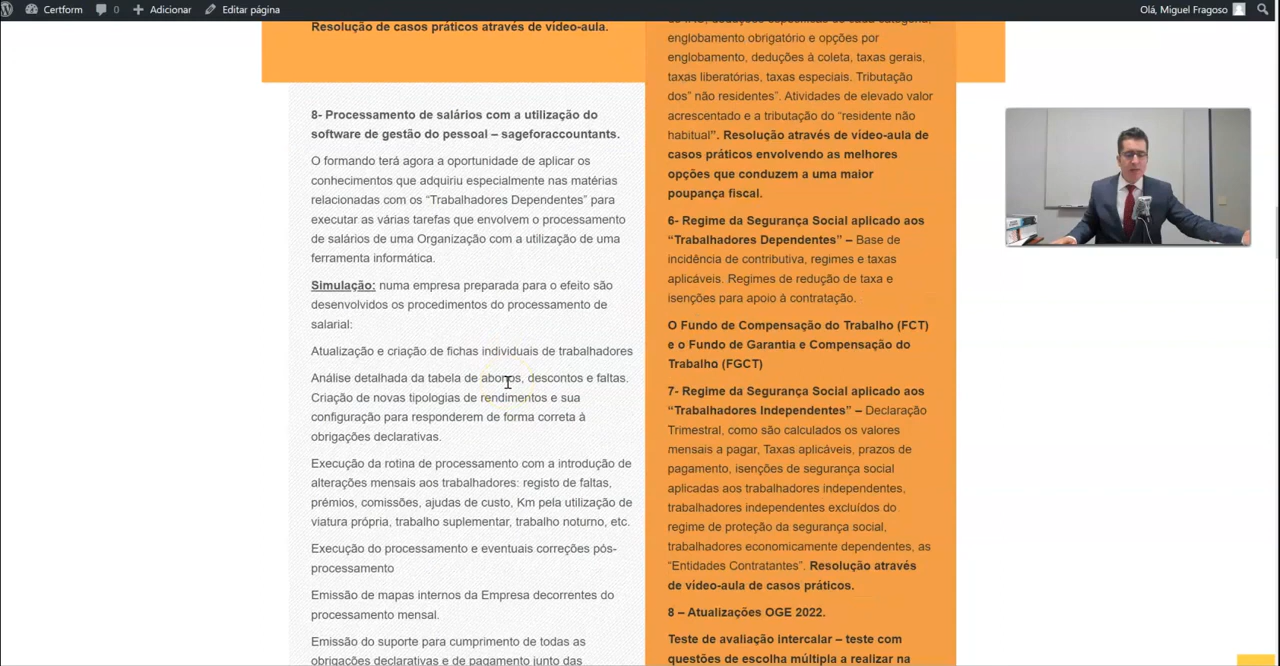 Certform
0
Adicionar
Editar página
Olá, Miguel Fragoso
Resolução de casos práticos através de vídeo-aula.
8- Processamento de salários com a utilização do
software de gestão do pessoal – sageforaccountants.
O formando terá agora a oportunidade de aplicar os
conhecimentos que adquiriu especialmente nas matérias
relacionadas com os “Trabalhadores Dependentes” para
executar as várias tarefas que envolvem o processamento
de salários de uma Organização com a utilização de uma
ferramenta informática.
Simulação: numa empresa preparada para o efeito são
desenvolvidos os procedimentos do processamento de
salarial:
Atualização e criação de fichas individuais de trabalhadores
Análise detalhada da tabela de abonos, descontos e faltas.
Criação de novas tipologias de rendimentos e sua
configuração para responderem de forma correta à
obrigações declarativas.
Execução da rotina de processamento com a introdução de
alterações mensais aos trabalhadores: registo de faltas,
prémios, comissões, ajudas de custo, Km pela utilização de
viatura própria, trabalho suplementar, trabalho noturno, etc.
Execução do processamento e eventuais correções pós-
processamento
Emissão de mapas internos da Empresa decorrentes do
processamento mensal.
Emissão do suporte para cumprimento de todas as
obrigações declarativas e de pagamento junto das
englobamento obrigatório e opções por
englobamento, deduções à coleta, taxas gerais,
taxas liberatórias, taxas especiais. Tributação
dos” não residentes”. Atividades de elevado valor
acrescentado e a tributação do “residente não
habitual”. Resolução através de vídeo-aula de
casos práticos envolvendo as melhores
opções que conduzem a uma maior
poupança fiscal.
6- Regime da Segurança Social aplicado aos
“Trabalhadores Dependentes” – Base de
incidência de contributiva, regimes e taxas
aplicáveis. Regimes de redução de taxa e
isenções para apoio à contratação.
O Fundo de Compensação do Trabalho (FCT)
e o Fundo de Garantia e Compensação do
Trabalho (FGCT)
7- Regime da Segurança Social aplicado aos
“Trabalhadores Independentes” – Declaração
Trimestral, como são calculados os valores
mensais a pagar, Taxas aplicáveis, prazos de
pagamento, isenções de segurança social
aplicadas aos trabalhadores independentes,
trabalhadores independentes excluídos do
regime de proteção da segurança social,
trabalhadores economicamente dependentes, as
“Entidades Contratantes”. Resolução através
de vídeo-aula de casos práticos.
8 – Atualizações OGE 2022.
Teste de avaliação intercalar – teste com
questões de escolha múltipla a realizar na